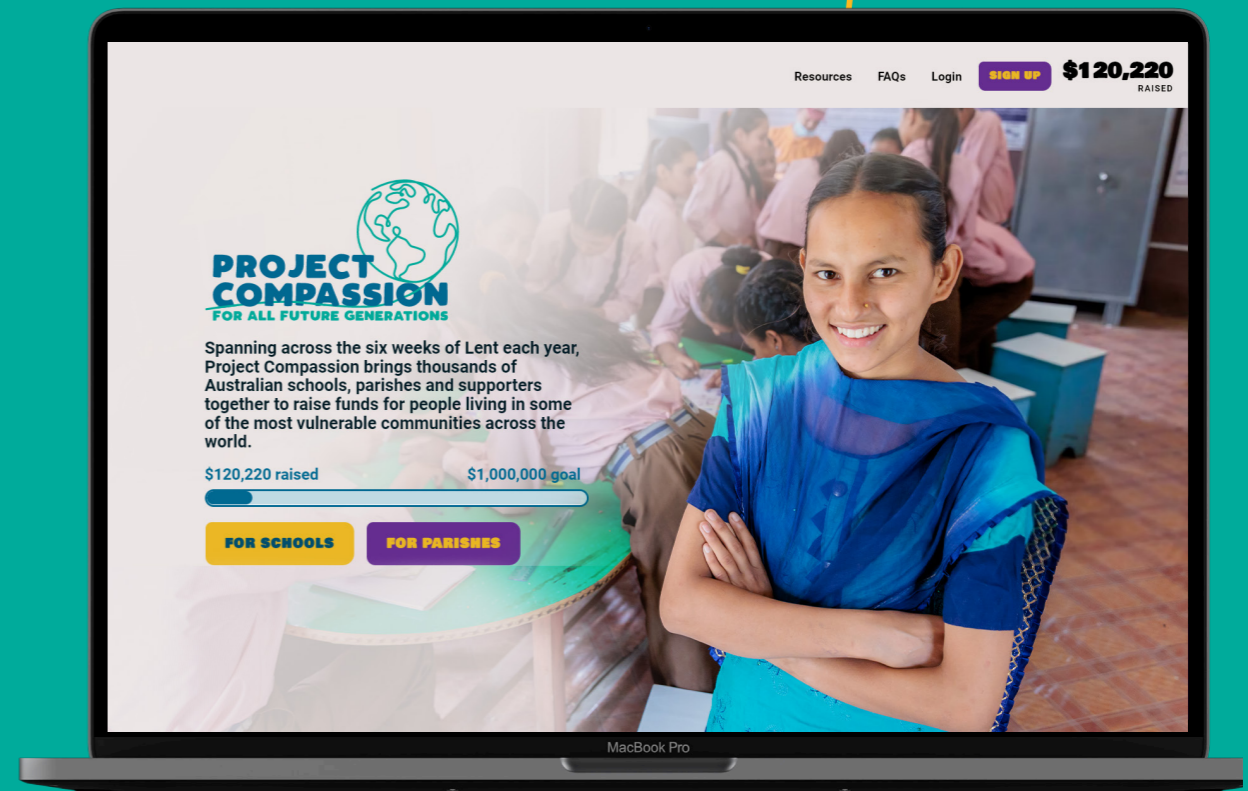 Resources FAQs Login SIGN UP $120,220
RAISED
PROJECT
COMPASSION
FOR ALL FUTURE GENERATIONS
Spanning across the six weeks of Lent each year,
Project Compassion brings thousands of
Australian schools, parishes and supporters
together to raise funds for people living in some
of the most vulnerable communities across the
world.
$120,220 raised $1,000,000 goal
FOR SCHOOLS FOR PARISHES
MacBook Pro